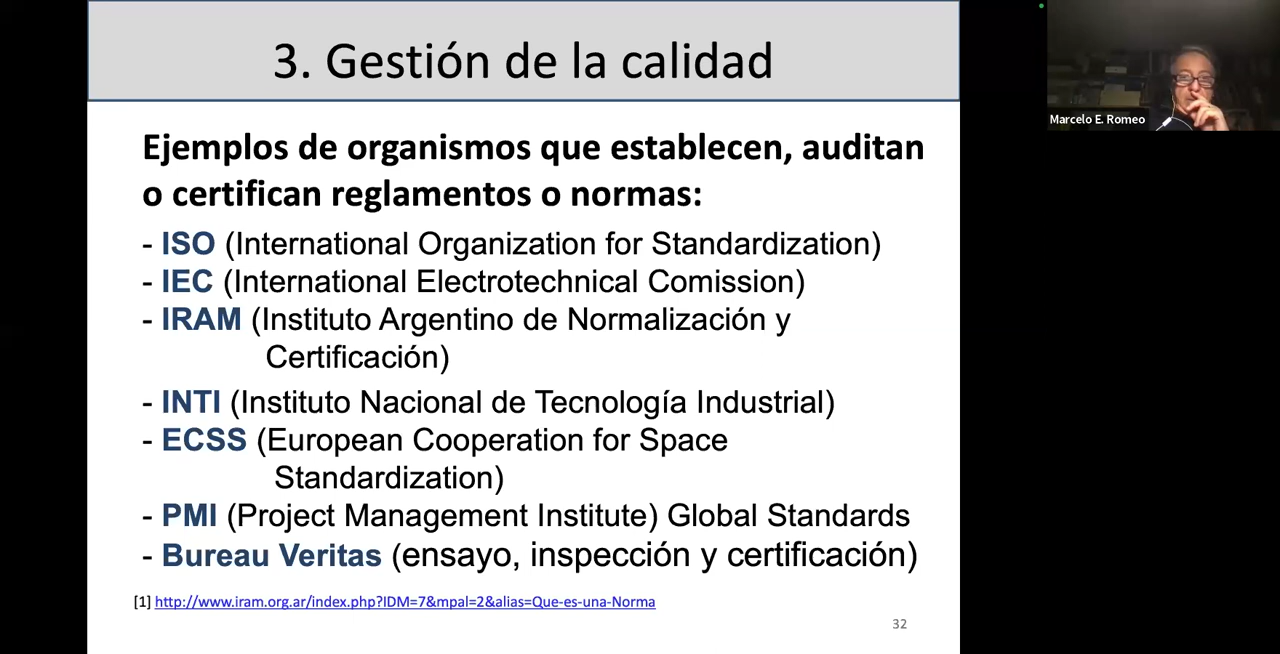 3. Gestión de la calidad
Marcelo E. Romeo
Ejemplos de organismos que establecen, auditan
o certifican reglamentos o normas:
- ISO (International Organization for Standardization)
- IEC (International Electrotechnical Comission)
- IRAM (Instituto Argentino de Normalización y
Certificación)
- INTI (Instituto Nacional de Tecnología Industrial)
- ECSS (European Cooperation for Space
Standardization)
- PMI (Project Management Institute) Global Standards
- Bureau Veritas (ensayo, inspección y certificación)
[1] http://www.iram.org.ar/index.php?IDM=7&mpal=2&alias=Que-es-una-Norma
32